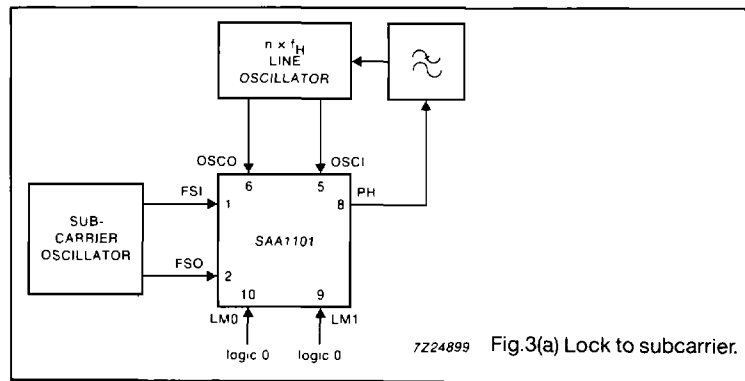 n x fH
LINE
OSCILLATOR
OSCO
OSCI
6
5
PH
FSI
1
8
SUB-
CARRIER
OSCILLATOR
SAA1101
FSO
2
10
9
LM0
LM1
logic 0
logic 0
7Z24899
Fig.3(a) Lock to subcarrier.